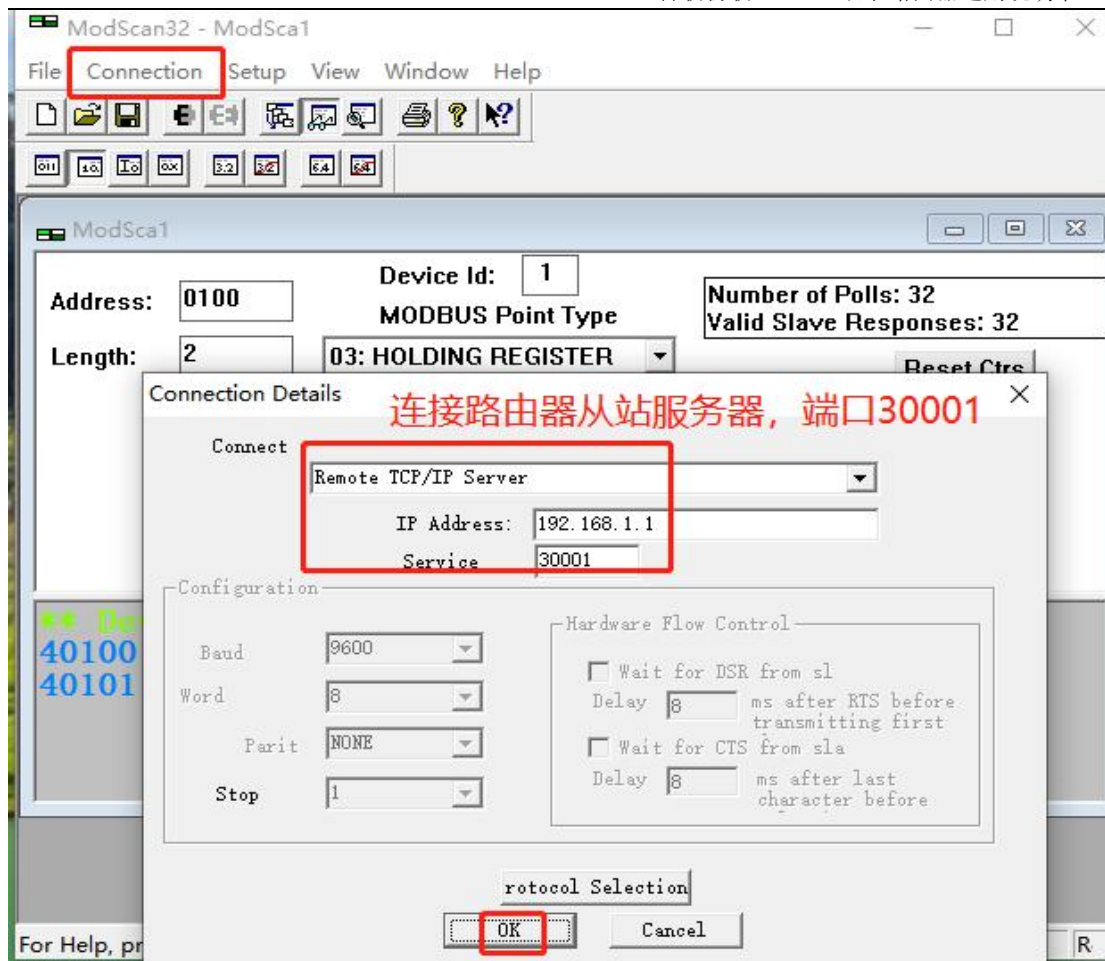 ModScan32 - ModSca1
File Connection Setup View Window Help
ModSca1
Address: 0100
Device Id: 1
MODBUS Point Type
Number of Polls: 32
Valid Slave Responses: 32
Length: 2
03: HOLDING REGISTER
Reset Ctrs
Connection Details
连接路由器从站服务器，端口30001
Connect
Remote TCP/IP Server
IP Address: 192.168.1.1
Service 30001
Configuration
Hardware Flow Control
40100
40101
Baud 9600
Wait for DSR from sl
Word 8
Delay 8 ms after RTS before
transmitting first
Parit NONE
Wait for CTS from sla
Stop 1
Delay 8 ms after last
character before
rotocol Selection
OK Cancel
For Help, pr
R